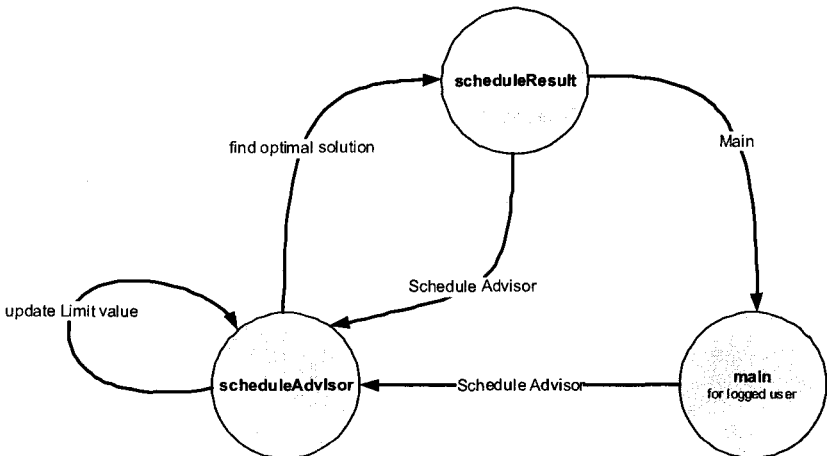 scheduleResult
find optimal solution
Main
Schedule Advisor
update Limit value
scheduleAdvIsor
Schedule Advisor
main
for logged user